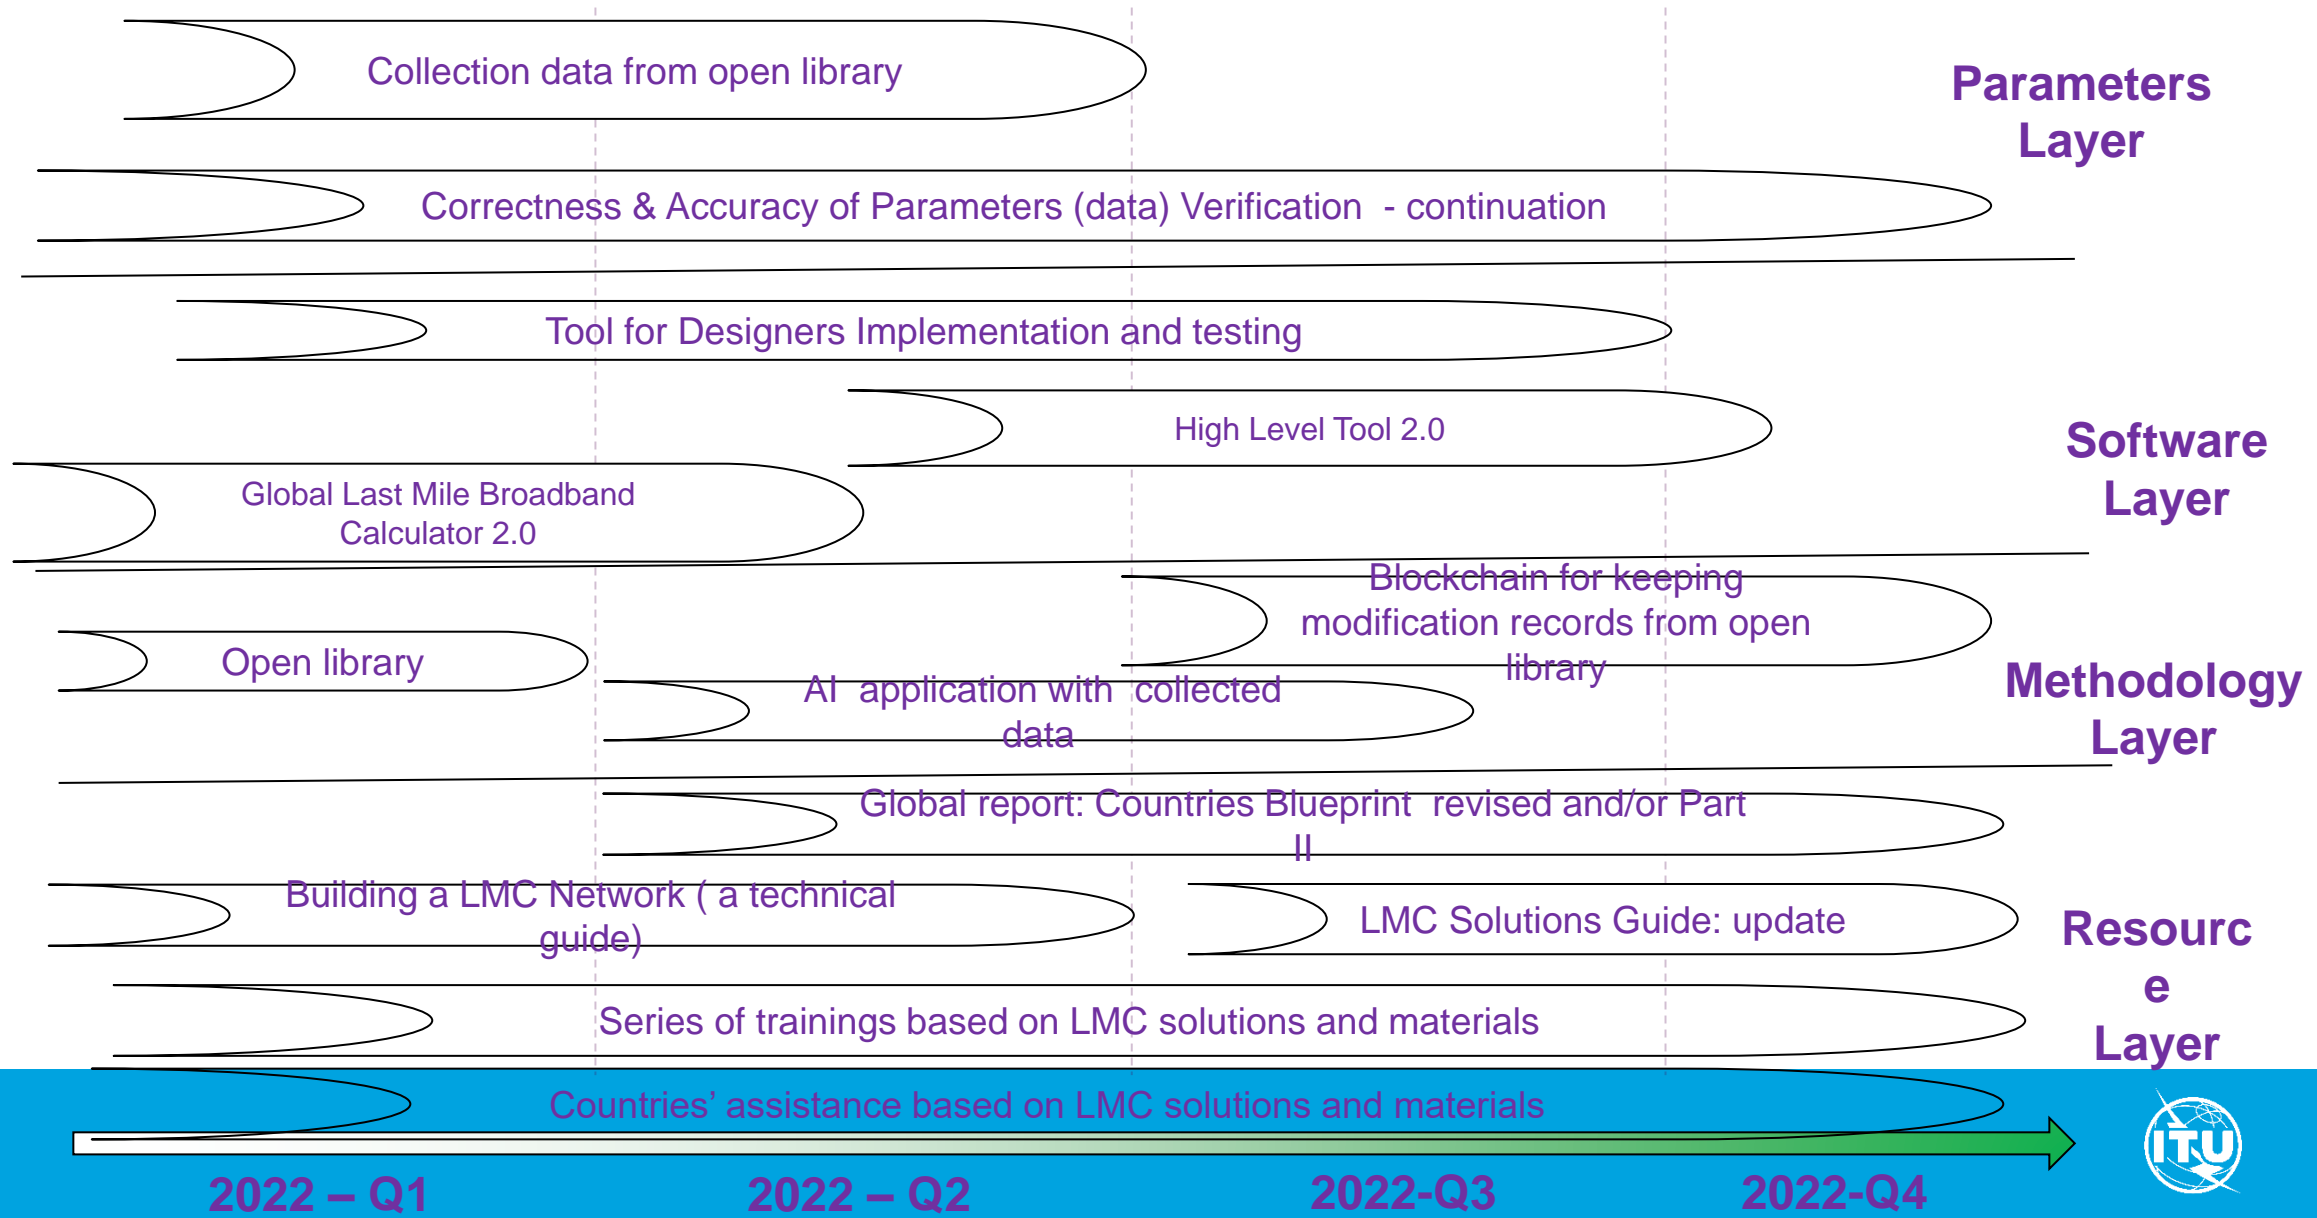 Collection data from open library
Parameters
Layer
Correctness & Accuracy of Parameters (data) Verification  - continuation
Tool for Designers Implementation and testing
High Level Tool 2.0
Software
Layer
Global Last Mile Broadband
Calculator 2.0
Blockchain for keeping
modification records from open
library
Open library
AI  application with  collected
data
Methodology
Layer
Global report: Countries Blueprint  revised and/or Part
II
Building a LMC Network ( a technical
guide)
LMC Solutions Guide: update
Resourc
e
Layer
Series of trainings based on LMC solutions and materials
Countries’ assistance based on LMC solutions and materials
ITU
2022 – Q1
2022 – Q2
2022-Q3
2022-Q4